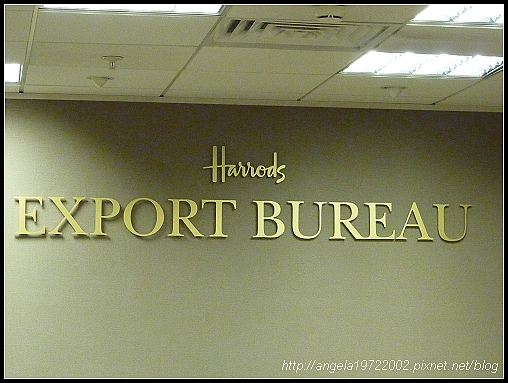 Harrods
EXPORT BUREAU
http://angela19722002.pixnet.net/blog